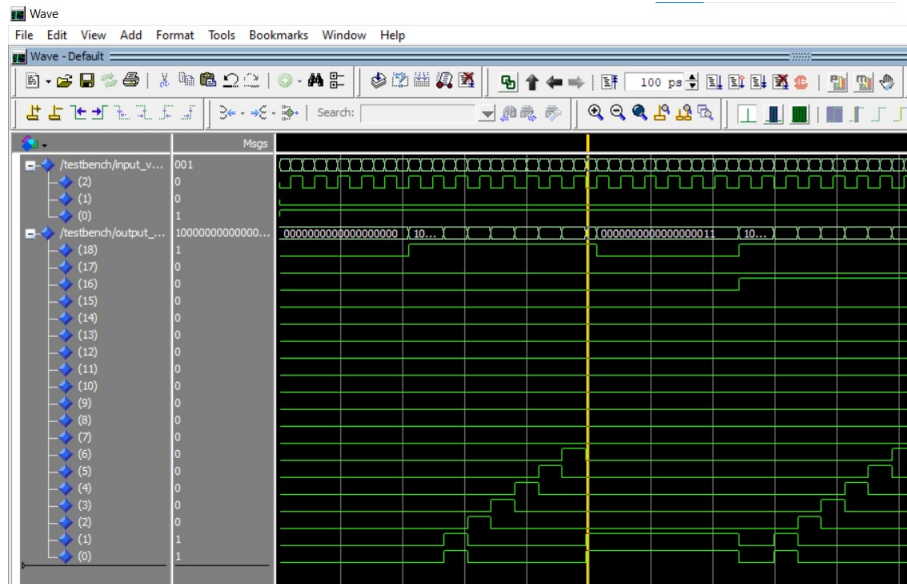 Wave
File Edit View Add Format Tools Bookmarks Window Help
Wave - Default
100 ps
Search:
Msgs
/testbench/input_v... 001
(2) 0
(1) 0
(0) 1
/testbench/output_... 10000000000000... 0000000000000000000 10... 0000000000000000011 10...
(18) 1
(17) 0
(16) 0
(15) 0
(14) 0
(13) 0
(12) 0
(11) 0
(10) 0
(9) 0
(8) 0
(7) 0
(6) 0
(5) 0
(4) 0
(3) 0
(2) 0
(1) 1
(0) 1